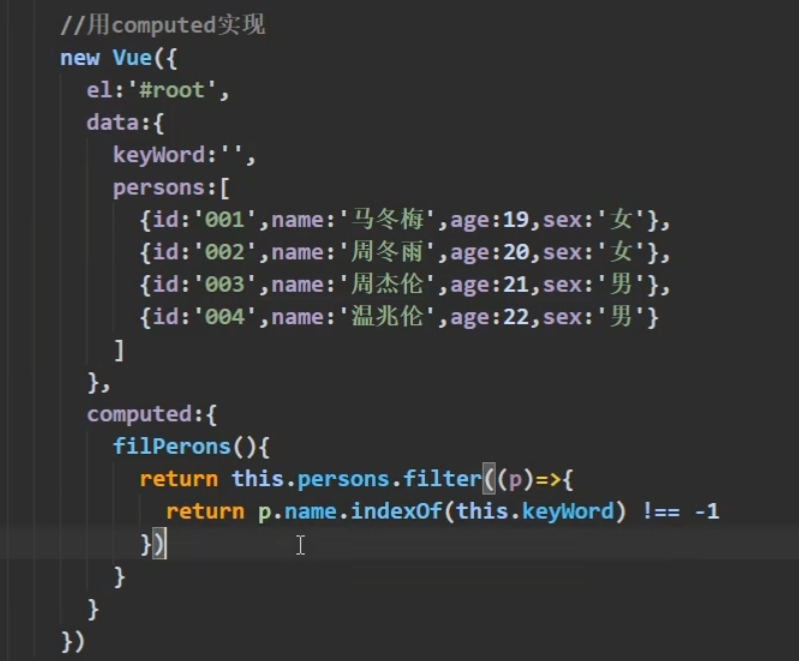 //用computed实现
new Vue({
el:'#root',
data:{
keyWord:'',
persons:[
{id:'001',name:'马冬梅',age:19,sex:'女'},
{id:'002',name:'周冬雨',age:20,sex:'女'},
{id:'003',name:'周杰伦',age:21,sex:'男'},
{id:'004',name:'温兆伦',age:22,sex:'男'}
]
},
computed:{
filPerons(){
return this.persons.filter((p)=>{
return p.name.indexOf(this.keyWord) !== -1
})
}
}
})